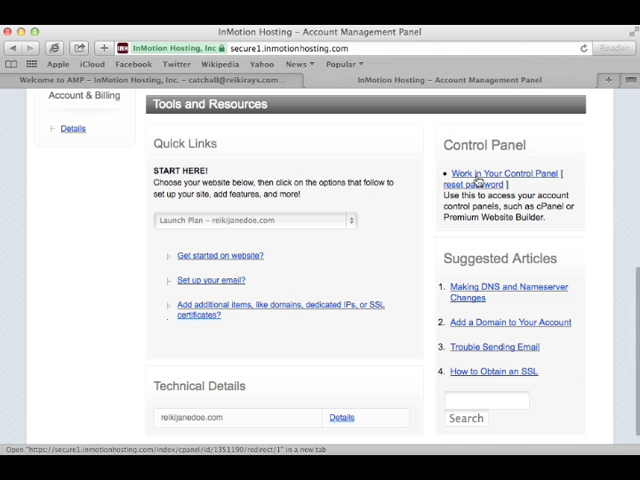 InMotion Hosting – Account Management Panel
InMotion Hosting, Inc
secure1.inmotionhosting.com
Reader
Apple iCloud Facebook Twitter Wikipedia Yahoo News Popular
Welcome to AMP – InMotion Hosting, Inc. – catchall@reikirays.com...
InMotion Hosting – Account Management Panel
Account & Billing
Details
Tools and Resources
Quick Links
START HERE!
Choose your website below, then click on the options that follow to
set up your site, add features, and more!
Launch Plan – reikijanedoe.com
Get started on website?
Set up your email?
Add additional items, like domains, dedicated IPs, or SSL
certificates?
Technical Details
reikijanedoe.com Details
Control Panel
Work in Your Control Panel [
reset password ]
Use this to access your account
control panels, such as cPanel or
Premium Website Builder.
Suggested Articles
1. Making DNS and Nameserver
Changes
2. Add a Domain to Your Account
3. Trouble Sending Email
4. How to Obtain an SSL
Search
Open "https://secure1.inmotionhosting.com/index/cpanel/id/1351190/redirect/1" in a new tab